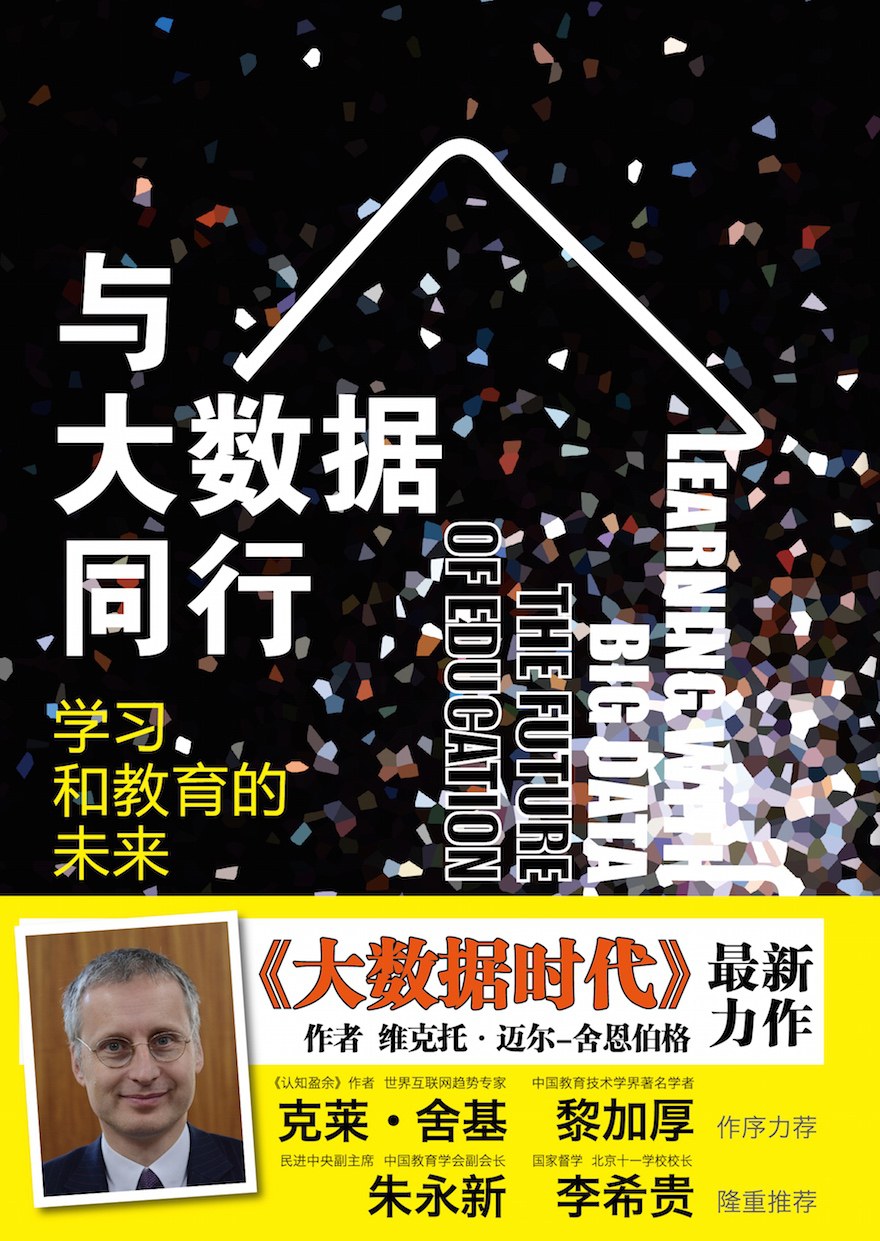 与
大数据
同行
学习
和教育的
未来
LEARNING WITH
BIG DATA
THE FUTURE
OF EDUCATION
《大数据时代》
作者 维克托·迈尔-舍恩伯格
最新
力作
《认知盈余》作者 世界互联网趋势专家
克莱·舍基
中国教育技术学界著名学者
黎加厚
作序力荐
民进中央副主席 中国教育学会副会长
朱永新
国家督学 北京十一学校校长
李希贵
隆重推荐